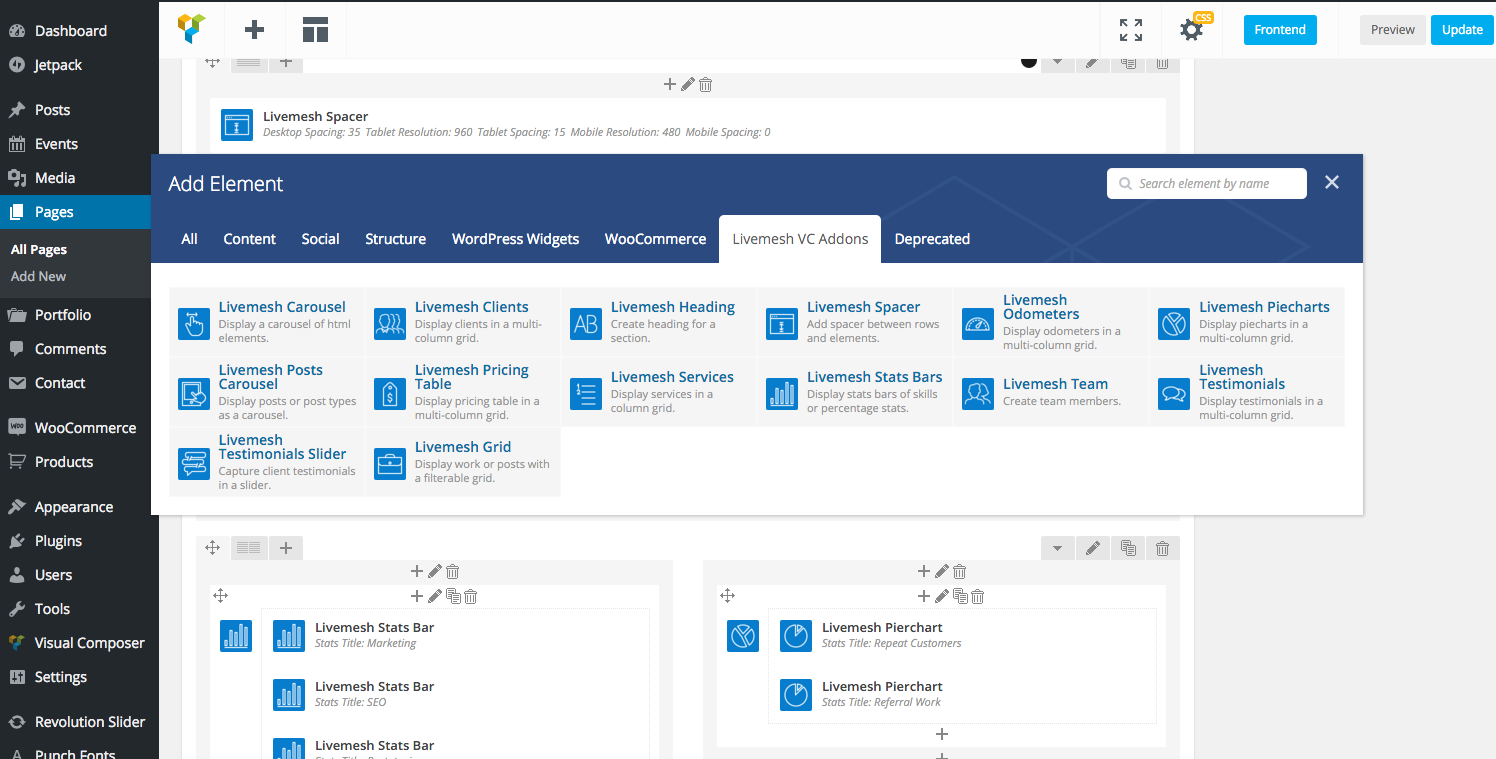 Dashboard
Jetpack
Posts
Events
Media
Pages
All Pages
Add New
Portfolio
Comments
Contact
WooCommerce
Products
Appearance
Plugins
Users
Tools
Visual Composer
Settings
Revolution Slider
Punch Fonts
CSS
Frontend
Preview
Update
Livemesh Spacer
Desktop Spacing: 35 Tablet Resolution: 960 Tablet Spacing: 15 Mobile Resolution: 480 Mobile Spacing: 0
Add Element
Search element by name
All Content Social Structure WordPress Widgets WooCommerce Livemesh VC Addons Deprecated
Livemesh Carousel
Display a carousel of html
elements.
Livemesh Clients
Display clients in a multi-
column grid.
AB
Livemesh Heading
Create heading for a
section.
Livemesh Spacer
Add spacer between rows
and elements.
Livemesh
Odometers
Display odometers in a
multi-column grid.
Livemesh Piecharts
Display piecharts in a
multi-column grid.
Livemesh Posts
Carousel
Display posts or post types
as a carousel.
Livemesh Pricing
Table
Display pricing table in a
multi-column grid.
Livemesh Services
Display services in a
column grid.
Livemesh Stats Bars
Display stats bars of skills
or percentage stats.
Livemesh Team
Create team members.
Livemesh
Testimonials
Display testimonials in a
multi-column grid.
Livemesh
Testimonials Slider
Capture client testimonials
in a slider.
Livemesh Grid
Display work or posts with
a filterable grid.
Livemesh Stats Bar
Stats Title: Marketing
Livemesh Stats Bar
Stats Title: SEO
Livemesh Stats Bar
Livemesh Pierchart
Stats Title: Repeat Customers
Livemesh Pierchart
Stats Title: Referral Work